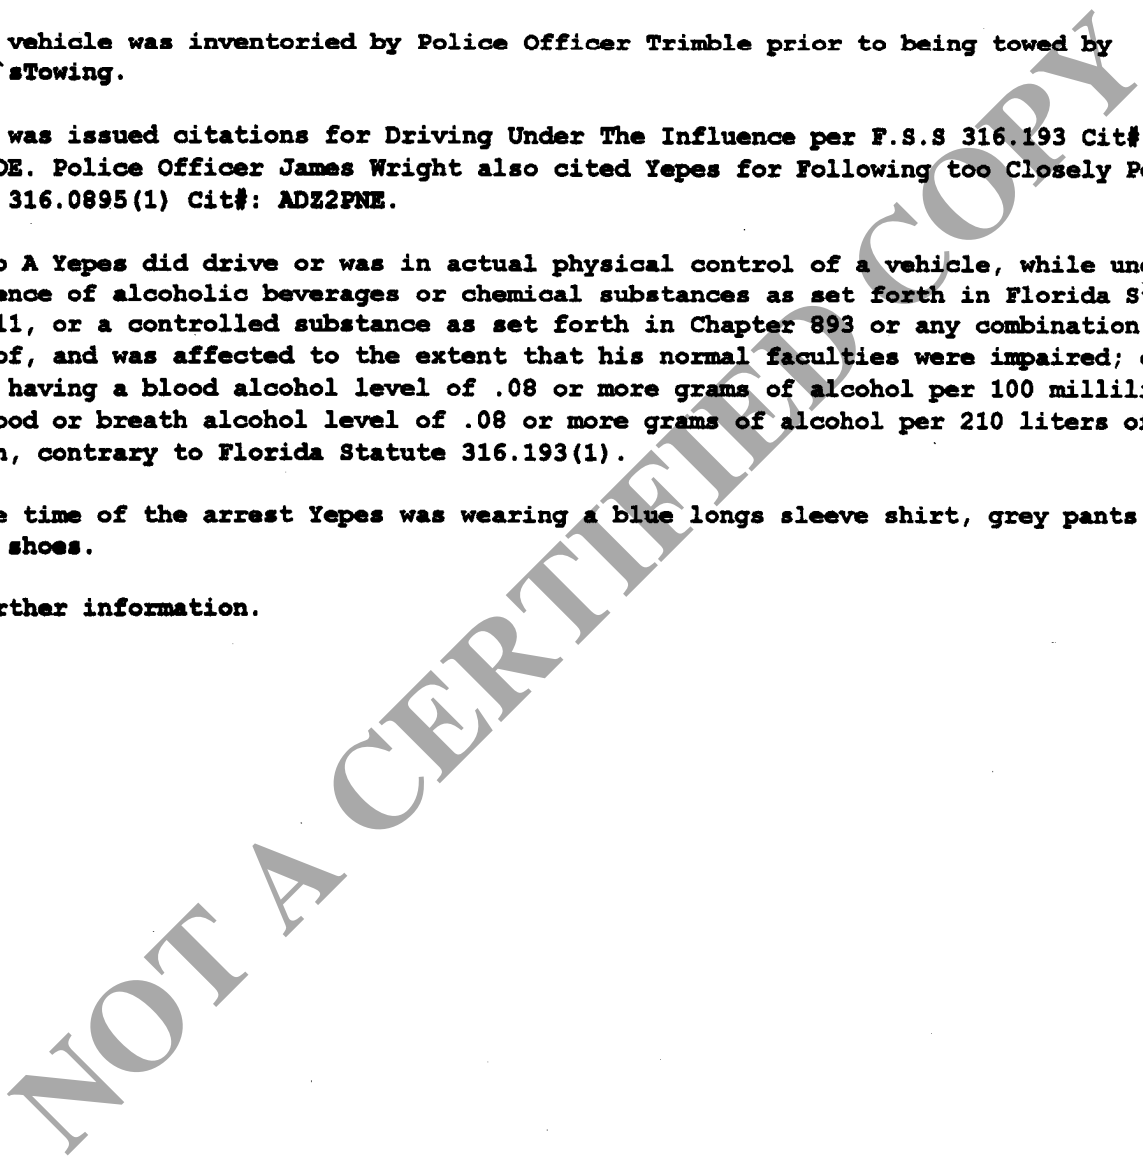 vehicle was inventoried by Police Officer Trimble prior to being towed by
`sTowing.
was issued citations for Driving Under The Influence per F.S.S 316.193 Cit#
DE. Police Officer James Wright also cited Yepes for Following too Closely Pe
316.0895(1) Cit#: ADZ2PNE.
o A Yepes did drive or was in actual physical control of a vehicle, while und
ence of alcoholic beverages or chemical substances as set forth in Florida St
11, or a controlled substance as set forth in Chapter 893 or any combination
of, and was affected to the extent that his normal faculties were impaired; o
having a blood alcohol level of .08 or more grams of alcohol per 100 millili
ood or breath alcohol level of .08 or more grams of alcohol per 210 liters of
h, contrary to Florida Statute 316.193(1).
e time of the arrest Yepes was wearing a blue longs sleeve shirt, grey pants
shoes.
rther information.
NOT A CERTIFIED COPY